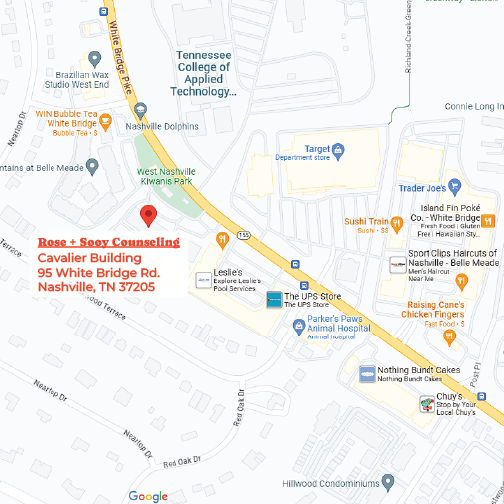 White Bridge Pike
Richland Creek Green
Tennessee
College of
Applied
Technology...
Brazilian Wax
Studio West End
Nearlop Dr
WIN Bubble Tea
White Bridge
Bubble Tea • $
Nashville Dolphins
Connie Long In
Target
Department store
ntains at Belle Meade
West Nashville
Kiwanis Park
Trader Joe's
Island Fin Poké
Co. - White Bridge
Fresh Food | Gluten
Free | Hawaiian Sty...
Sushi Train
Sushi • $$
155
Rose + Sooy Counseling
Cavalier Building
95 White Bridge Rd.
Nashville, TN 37205
Terrace
Sport Clips Haircuts of
Nashville - Belle Meade
Men's Haircut
Near Me
Leslie's
Explore Leslie's
Pool Services
The UPS Store
The UPS Store
ood Terrace
Raising Cane's
Chicken Fingers
Fast Food • $
Parker's Paws
Animal Hospital
Animal hospital
Nothing Bundt Cakes
Nothing Bundt Cakes
Post Pl
Nearlop Dr
Red Oak Dr
Chuy's
Stop by Your
Local Chuy's
Nearlop Dr
Red Oak Dr
Hillwood Condominiums
Google